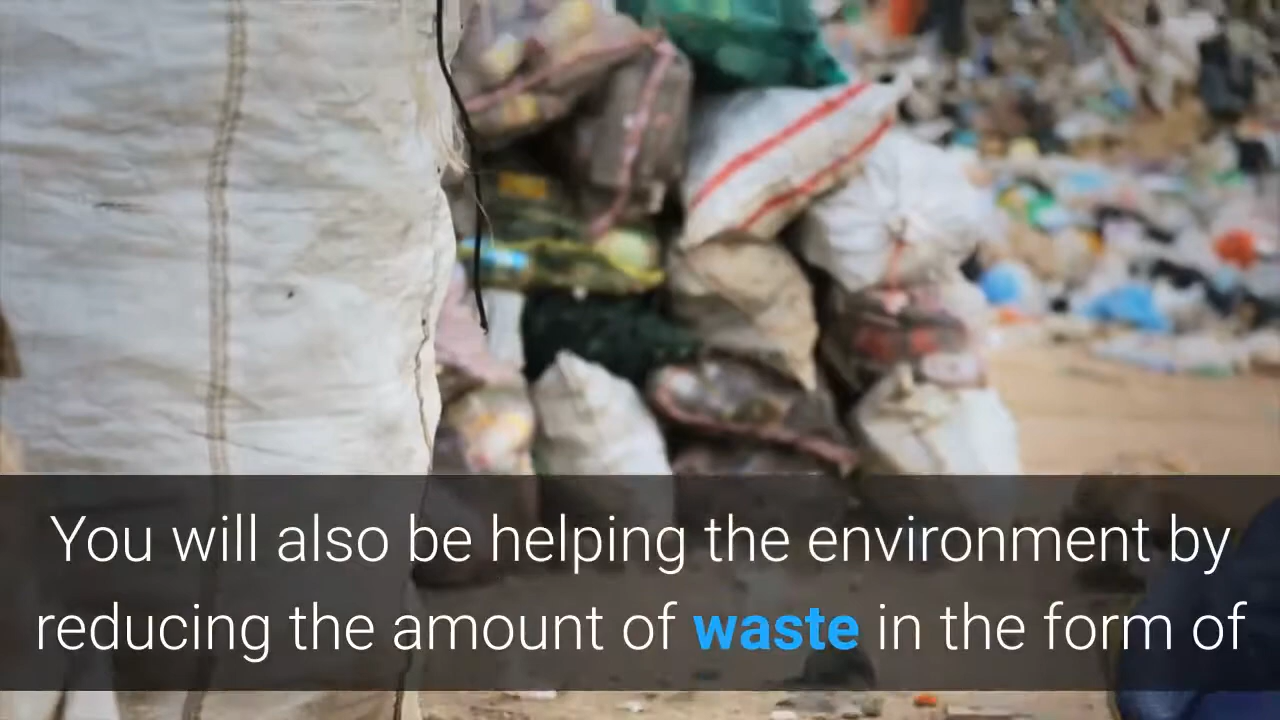 You will also be helping the environment by
reducing the amount of waste in the form of